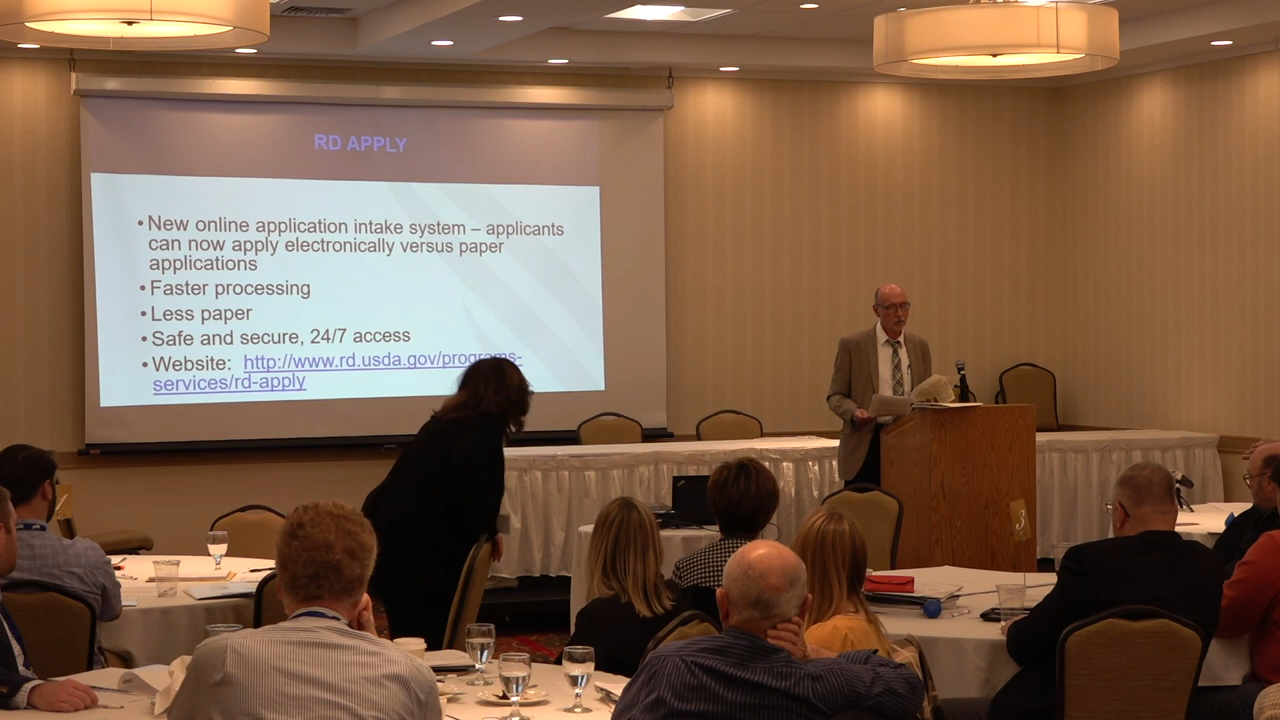 RD APPLY
•New online application intake system – applicants
can now apply electronically versus paper
applications
•Faster processing
•Less paper
•Safe and secure, 24/7 access
•Website: http://www.rd.usda.gov/programs-
services/rd-apply
3